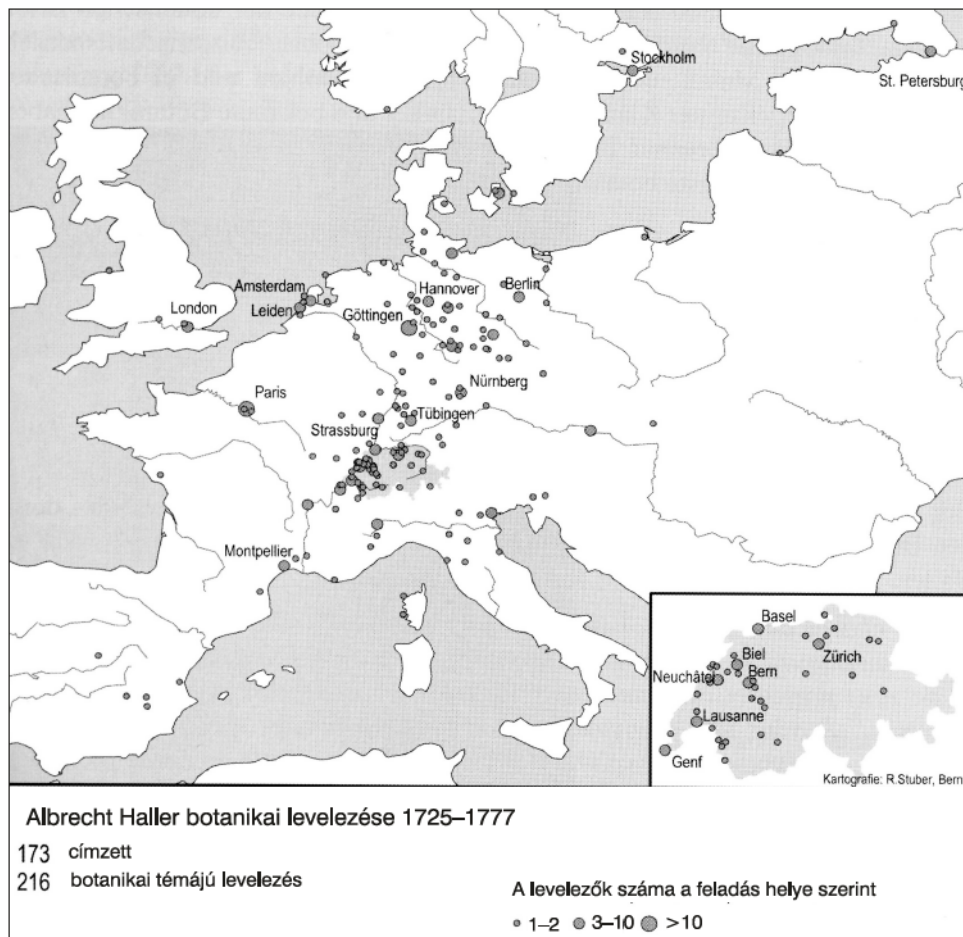 Stockholm
St. Petersburg
Amsterdam
Hannover
Berlin
London
Leiden
Göttingen
Paris
Nürnberg
Tübingen
Strassburg
Montpellier
Basel
Zürich
Biel
Neuchâtel
Bern
Lausanne
Genf
Kartografie: R.Stuber, Bern
Albrecht Haller botanikai levelezése 1725–1777
173 címzett
216 botanikai témájú levelezés
A levelezők száma a feladás helye szerint
1–2 3–10 >10